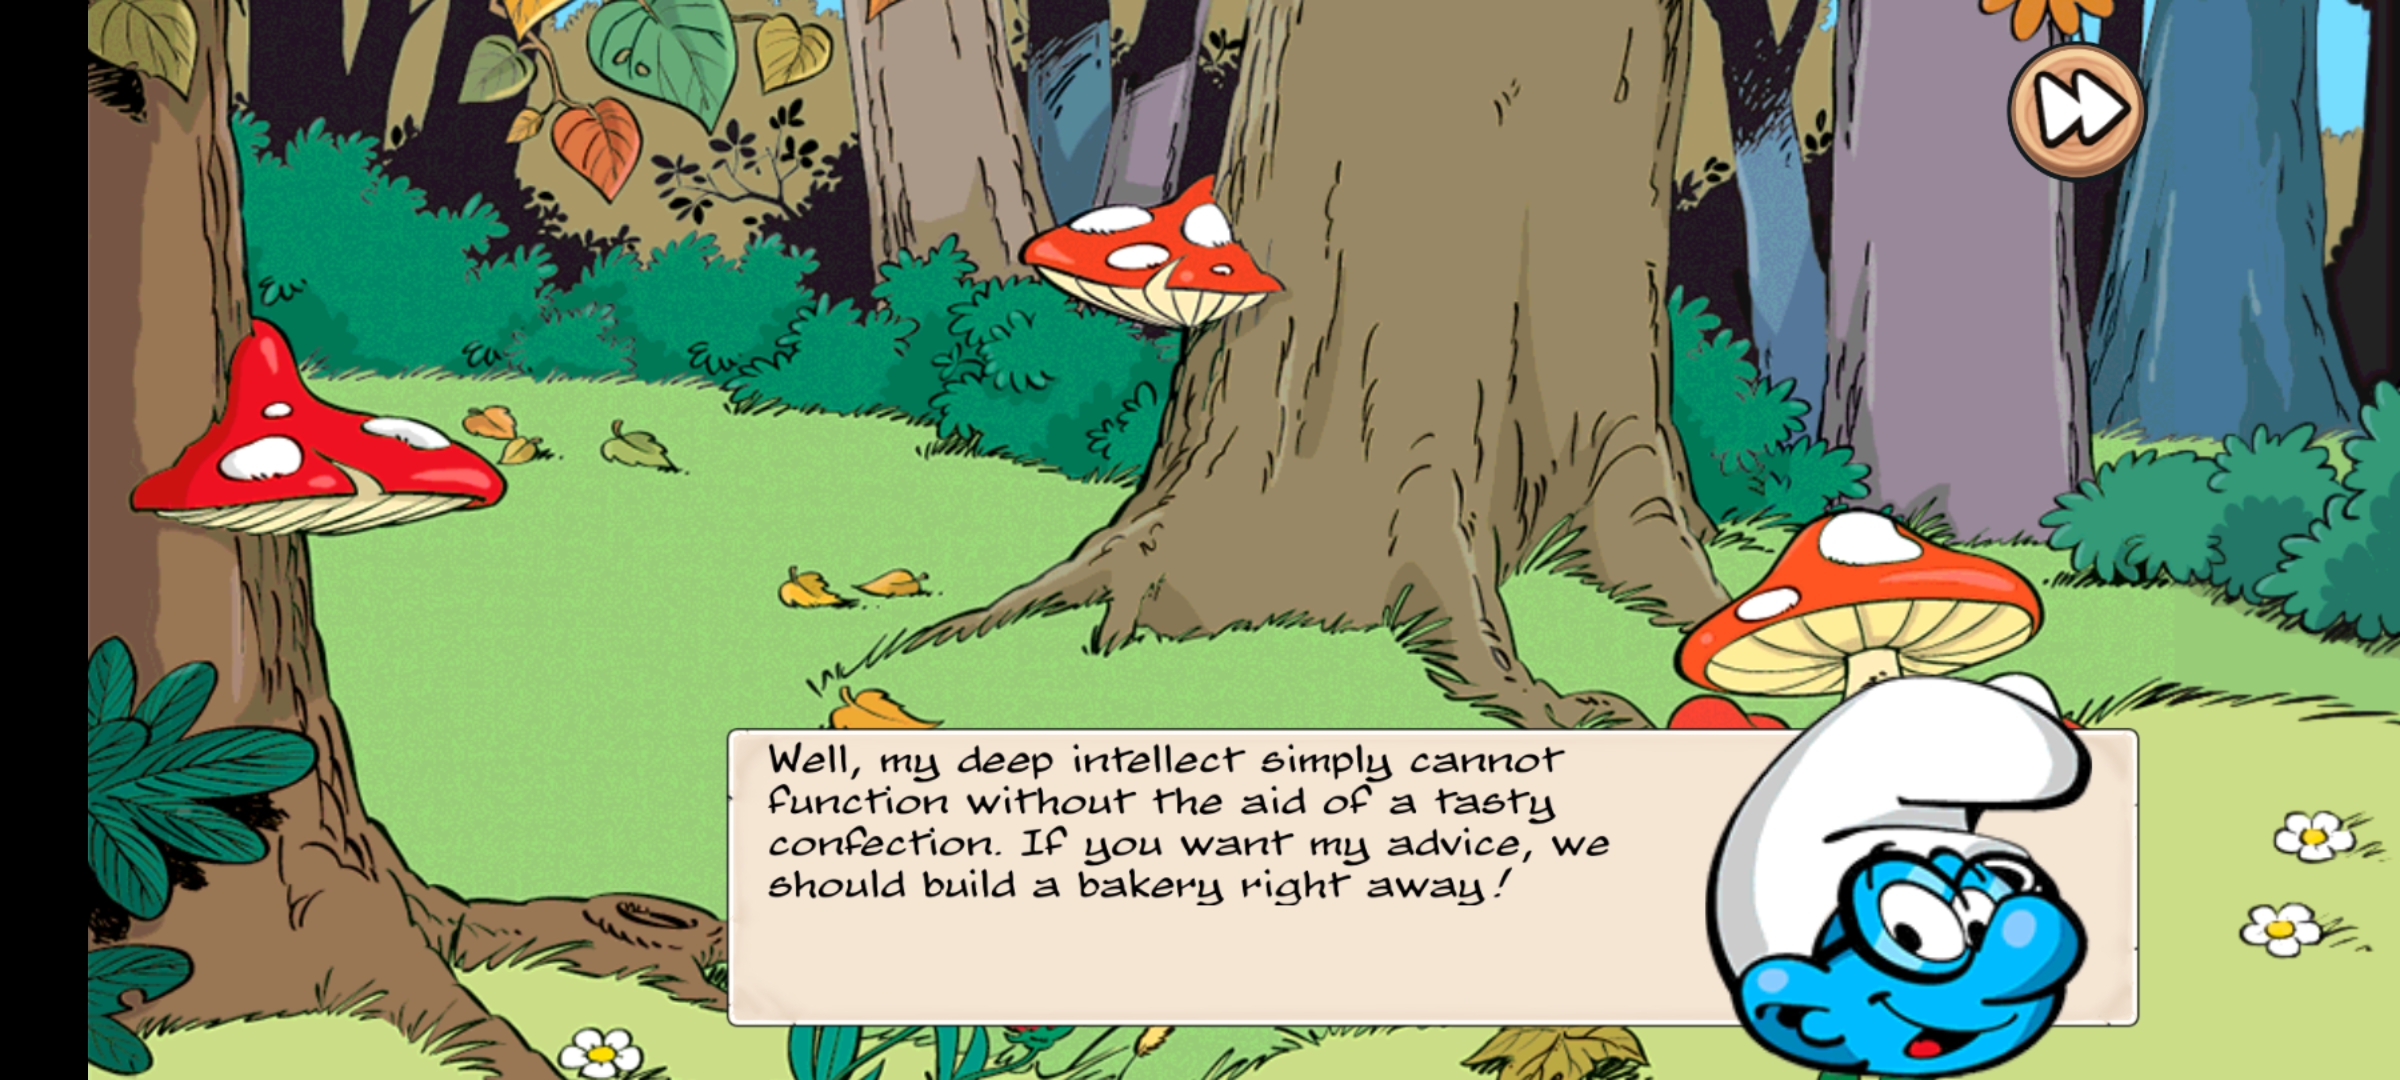 Well, my deep intellect simply cannot
function without the aid of a tasty
confection. If you want my advice, we
should build a bakery right away!